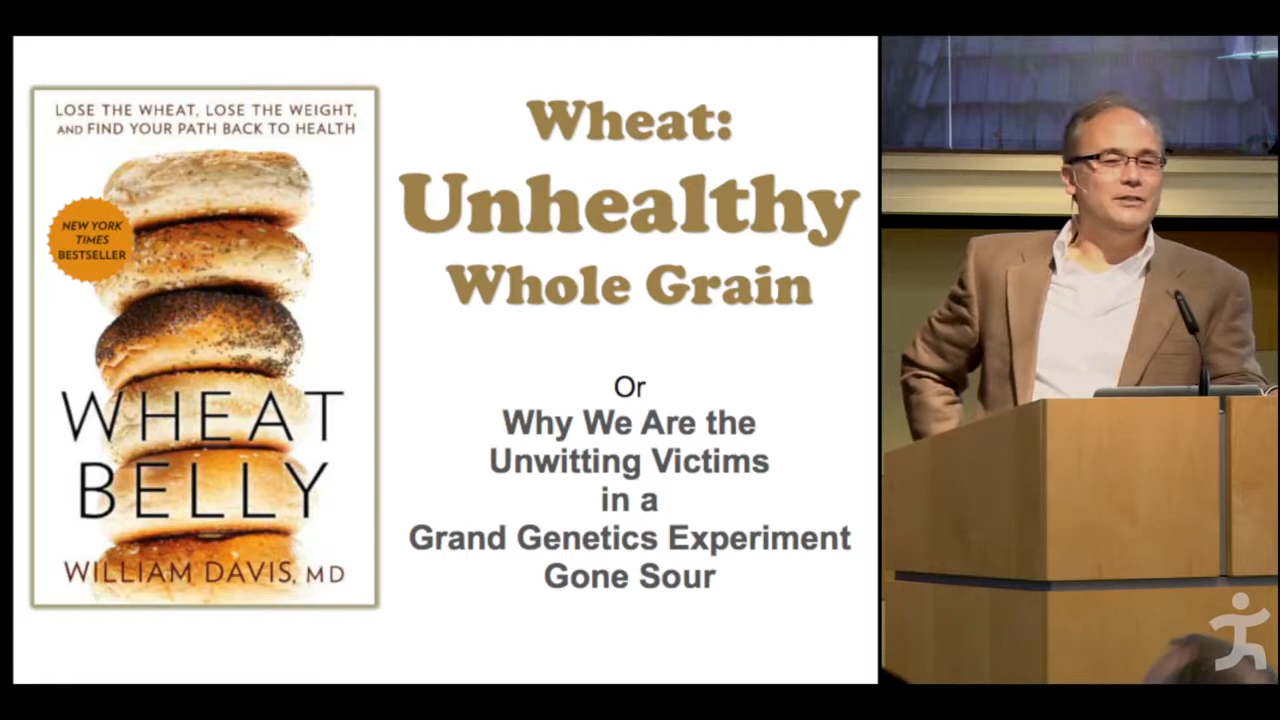 LOSE THE WHEAT, LOSE THE WEIGHT,
AND FIND YOUR PATH BACK TO HEALTH
NEW YORK
TIMES
BESTSELLER
WHEAT
BELLY
WILLIAM DAVIS, MD
Wheat:
Unhealthy
Whole Grain
Or
Why We Are the
Unwitting Victims
in a
Grand Genetics Experiment
Gone Sour